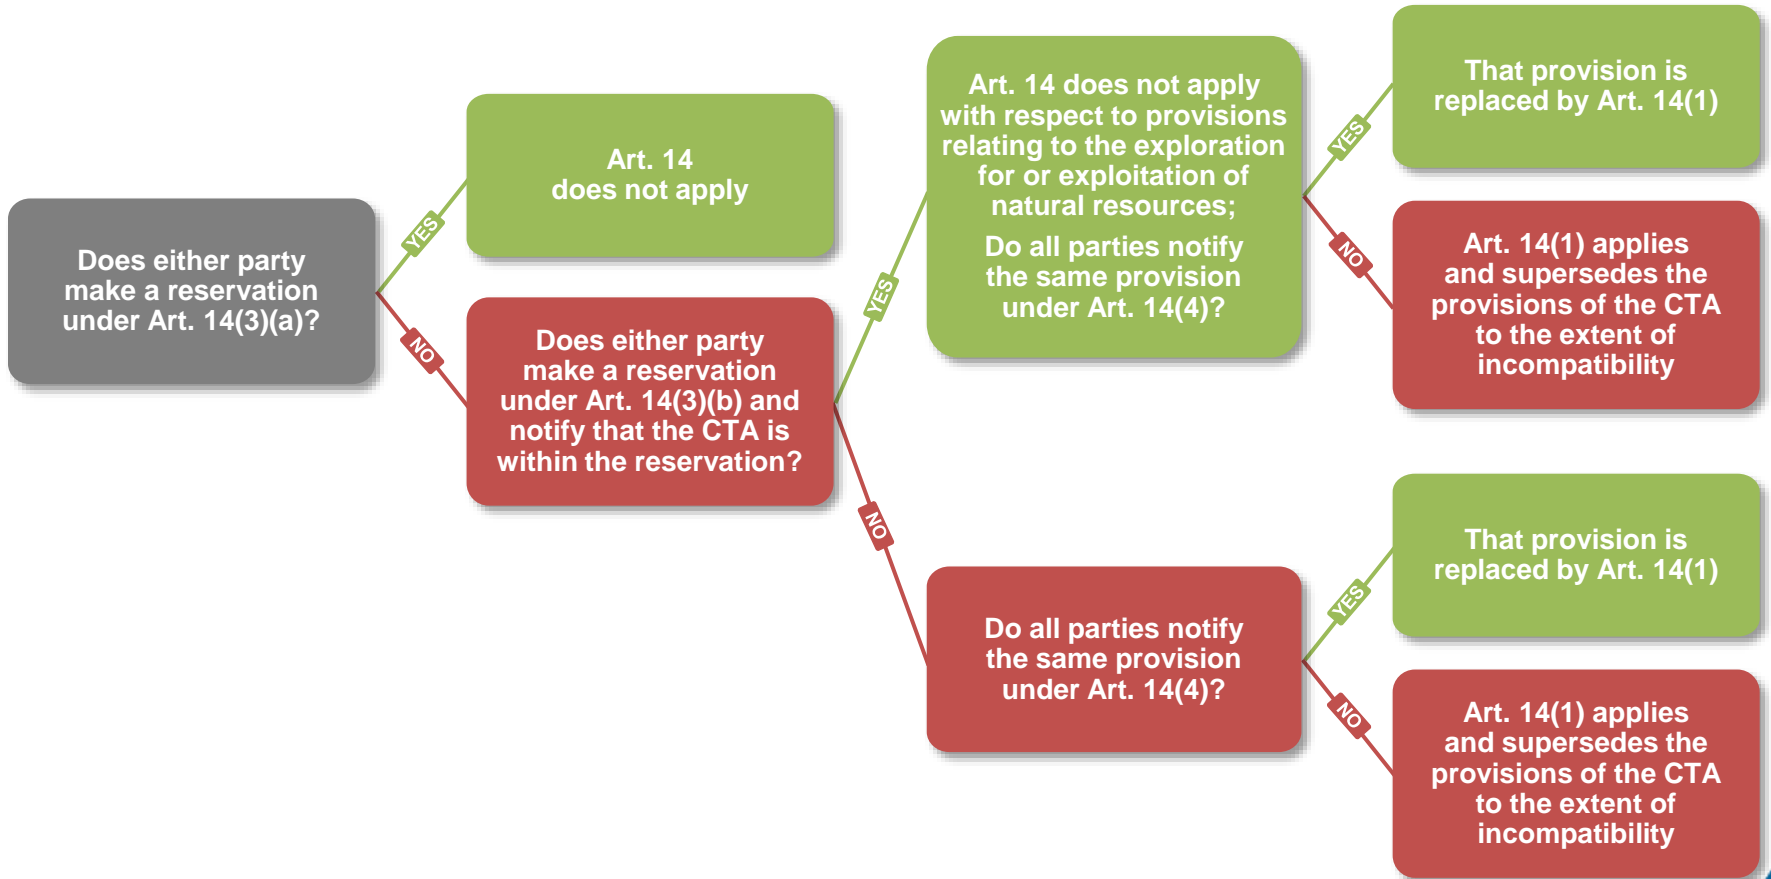 Does either party
make a reservation
under Art. 14(3)(a)?
YES
NO
Art. 14
does not apply
Does either party
make a reservation
under Art. 14(3)(b) and
notify that the CTA is
within the reservation?
YES
NO
Art. 14 does not apply
with respect to provisions
relating to the exploration
for or exploitation of
natural resources;
Do all parties notify
the same provision
under Art. 14(4)?
YES
NO
That provision is
replaced by Art. 14(1)
Art. 14(1) applies
and supersedes the
provisions of the CTA
to the extent of
incompatibility
Do all parties notify
the same provision
under Art. 14(4)?
YES
NO
That provision is
replaced by Art. 14(1)
Art. 14(1) applies
and supersedes the
provisions of the CTA
to the extent of
incompatibility